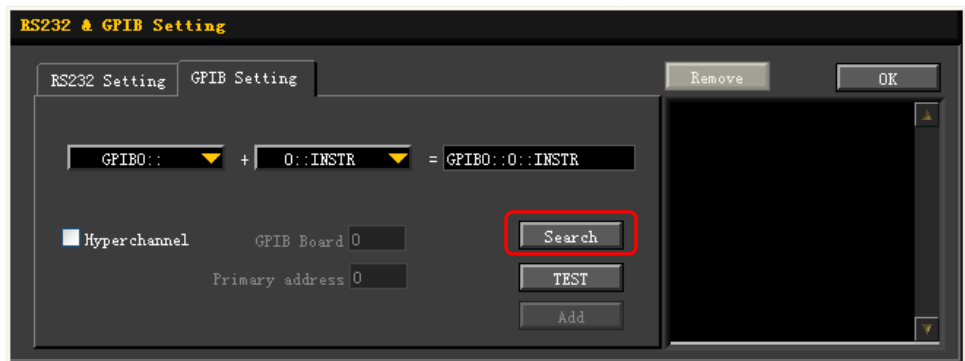 RS232 & GPIB Setting
RS232 Setting GPIB Setting
Remove OK
GPIB0:: + 0::INSTR = GPIB0::0::INSTR
Hyperchannel GPIB Board 0 Search
Primary address 0 TEST
Add